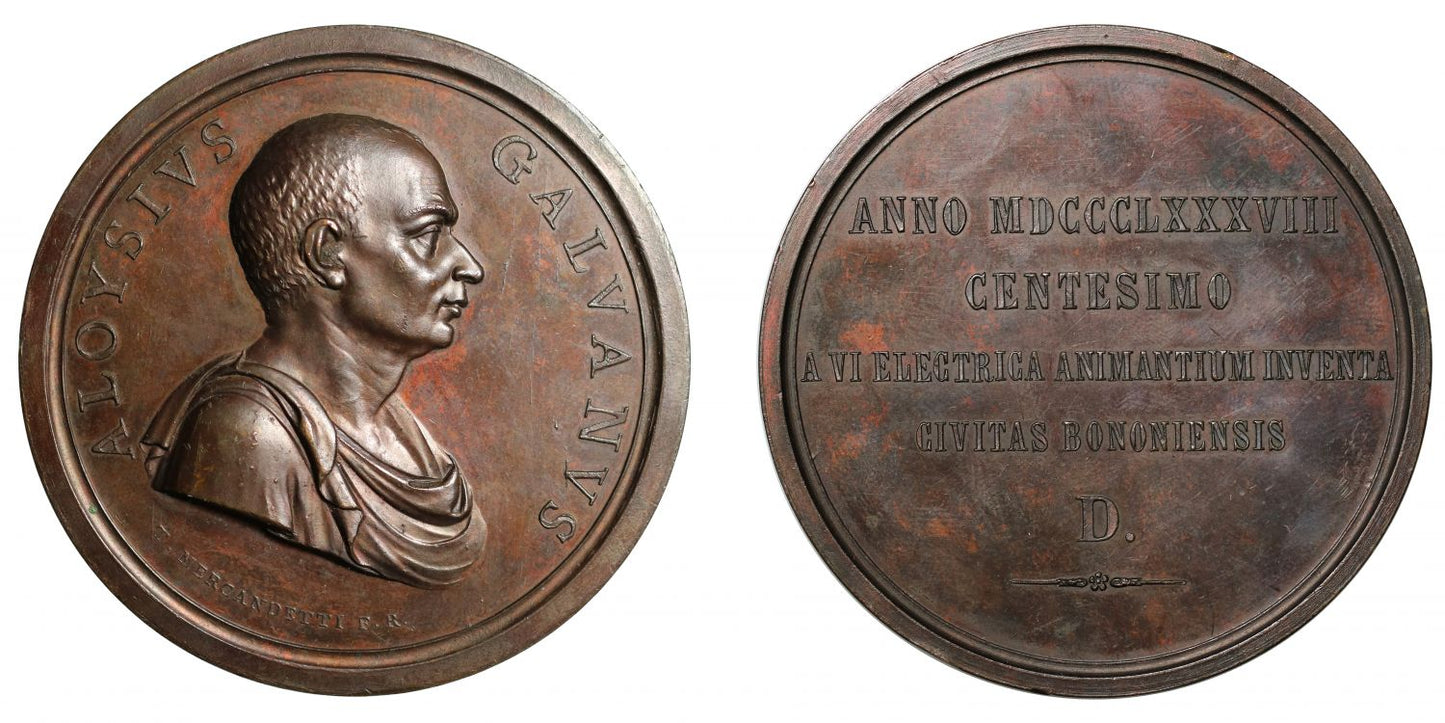 ALOYSIVS GALVANVS
T. MERCANDETTI F. R.
ANNO MDCCCLXXXVIII
CENTESIMO
A VI ELECTRICA ANIMANTIUM INVENTA
CIVITAS BONONIENSIS
D.